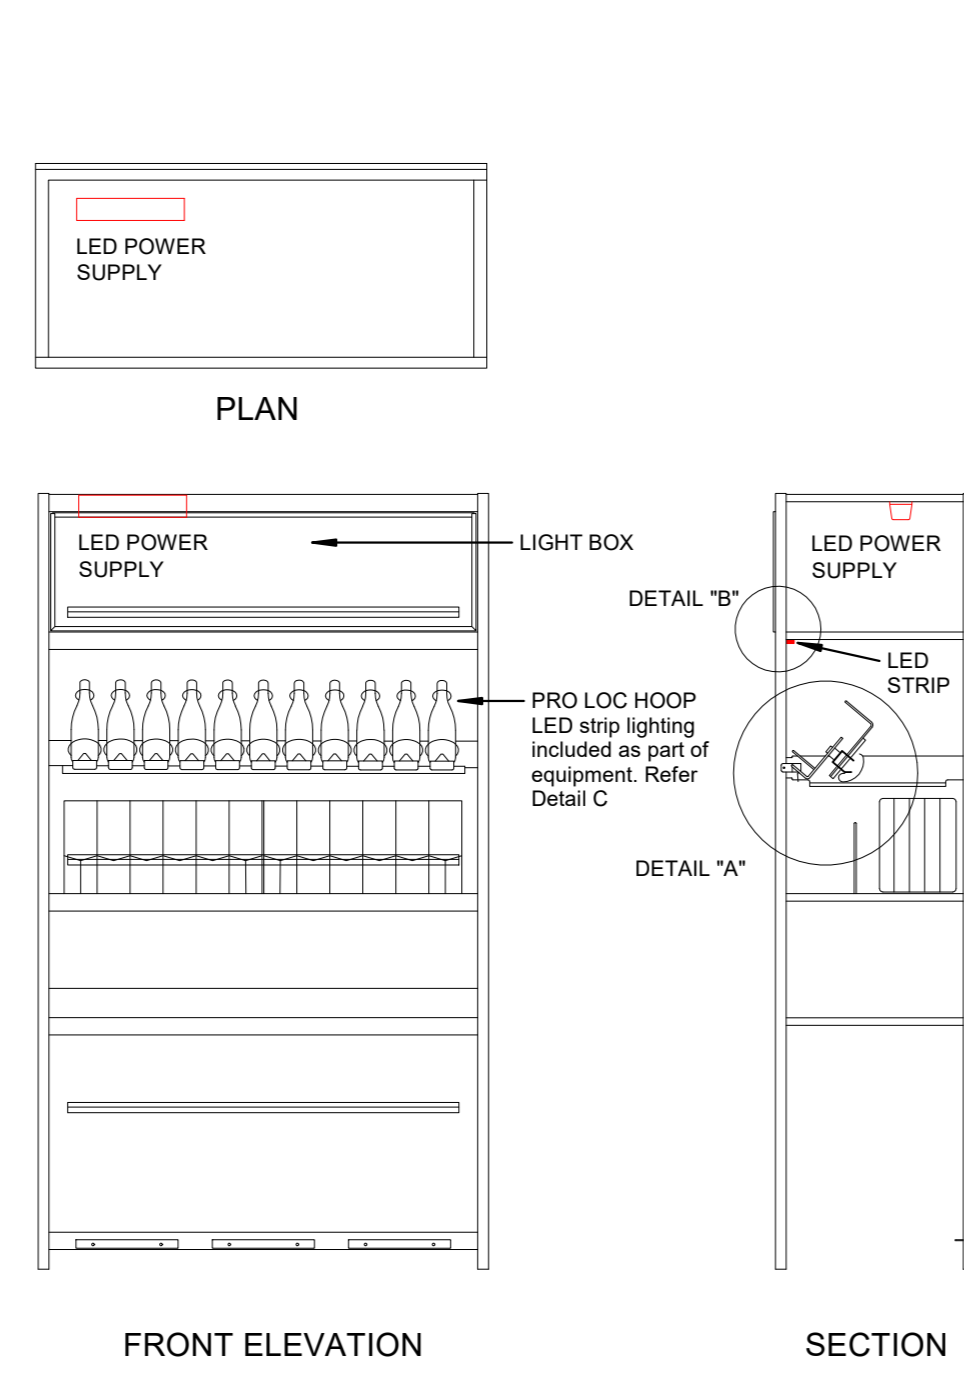 LED POWER
SUPPLY
PLAN
LED POWER
SUPPLY
LIGHT BOX
DETAIL "B"
LED POWER
SUPPLY
LED
STRIP
PRO LOC HOOP
LED strip lighting
included as part of
equipment. Refer
Detail C
DETAIL "A"
FRONT ELEVATION
SECTION